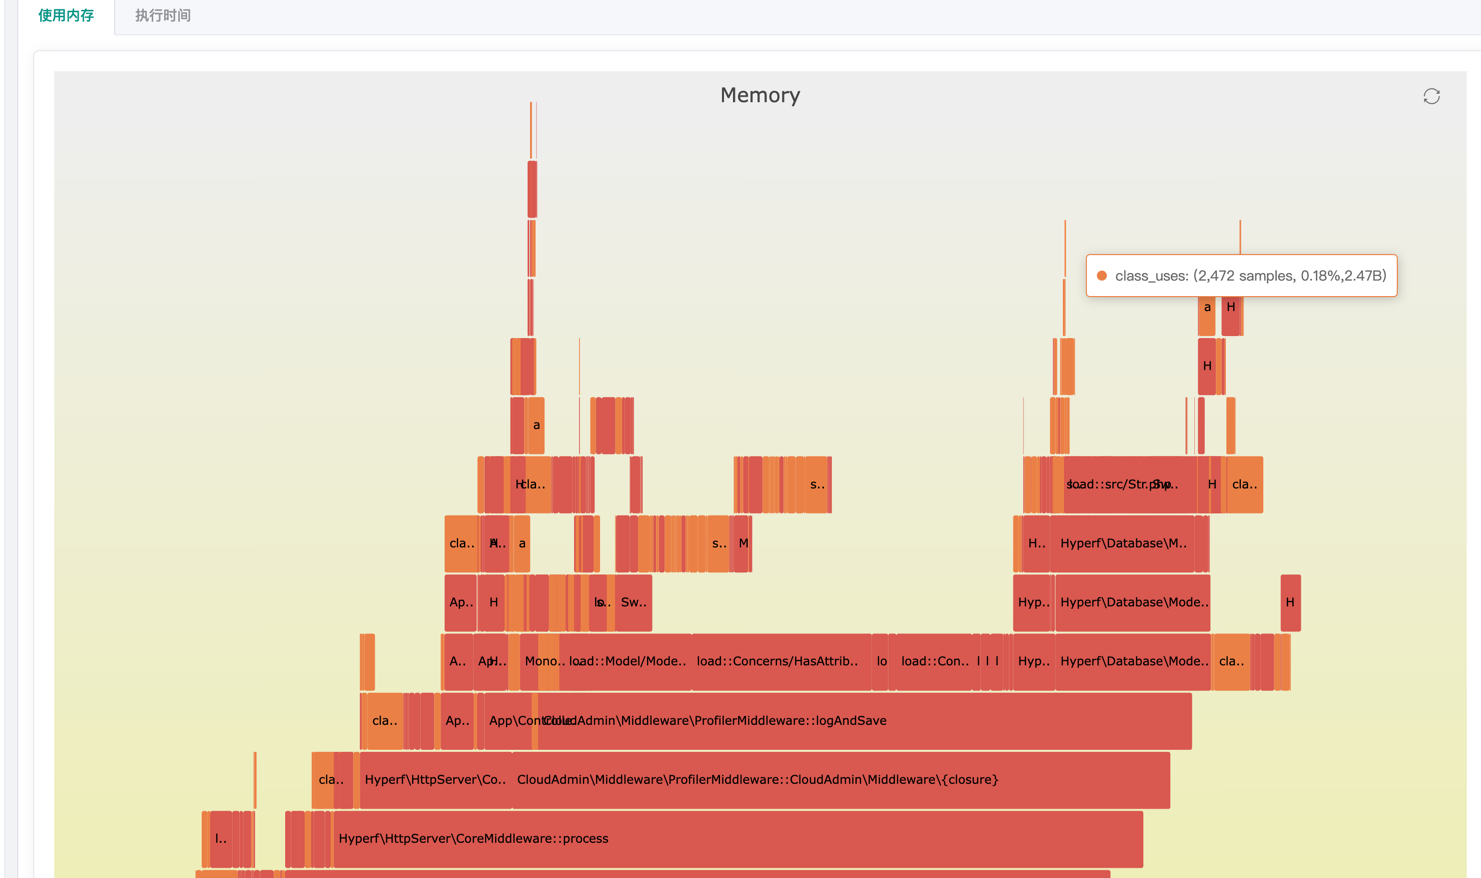 使用内存 执行时间
Memory
class_uses: (2,472 samples, 0.18%,2.47B)
a H
H
a
cla.. s.. load::src/Str.php.. H cla..
cla.. a s.. M H.. Hyperf\Database\M..
Ap.. H Sw.. Hyp.. Hyperf\Database\Mode.. H
A.. Mono.. load::Model/Mode.. load::Concerns/HasAttrib.. lo load::Con.. l l l Hyp.. Hyperf\Database\Mode.. cla..
cla.. Ap.. App\Controlle CloudAdmin\Middleware\ProfilerMiddleware::logAndSave
cla.. Hyperf\HttpServer\Co.. CloudAdmin\Middleware\ProfilerMiddleware::CloudAdmin\Middleware\{closure}
l.. Hyperf\HttpServer\CoreMiddleware::process